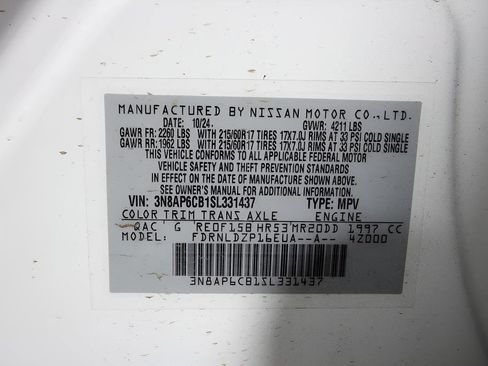 MANUFACTURED BY NISSAN MOTOR CO.,LTD.
DATE: 10/24 GVWR: 4211 LBS
GAWR FR: 2260 LBS WITH 215/60R17 TIRES 17X7.0J RIMS AT 33 PSI COLD SINGLE
GAWR RR: 1962 LBS WITH 215/60R17 TIRES 17X7.0J RIMS AT 33 PSI COLD SINGLE
THIS VEHICLE CONFORMS TO ALL APPLICABLE FEDERAL MOTOR
VEHICLE SAFETY AND THEFT PREVENTION STANDARDS
IN EFFECT ON THE DATE OF MANUFACTURE SHOWN ABOVE.
SEE OWNER'S MANUAL FOR ADDITIONAL INFORMATION.
VIN: 3N8AP6CB1SL331437 TYPE: MPV
COLOR TRIM TRANS AXLE ENGINE
QAC G RE0F15B HR53 MR20DD 1997 CC
MODEL: FDRNLDZP16EUA--A-- 4Z000
3N8AP6CB1SL331437